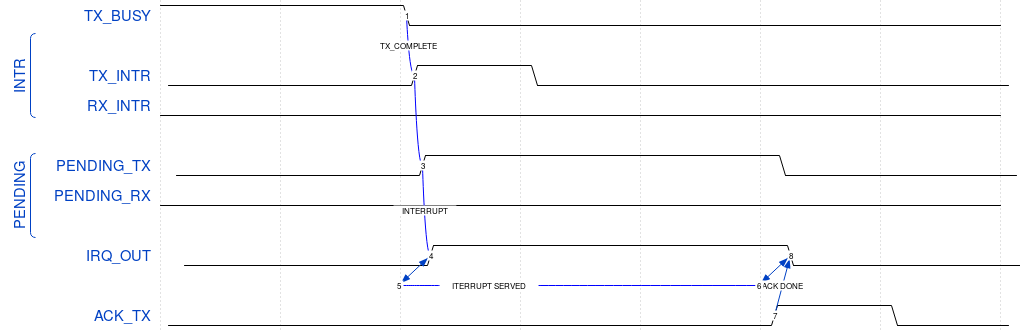 TX_BUSY
1
TX_COMPLETE
INTR
TX_INTR
2
RX_INTR
PENDING
PENDING_TX
3
PENDING_RX
INTERRUPT
IRQ_OUT
4
8
5
ITERRUPT SERVED
6
ACK DONE
ACK_TX
7